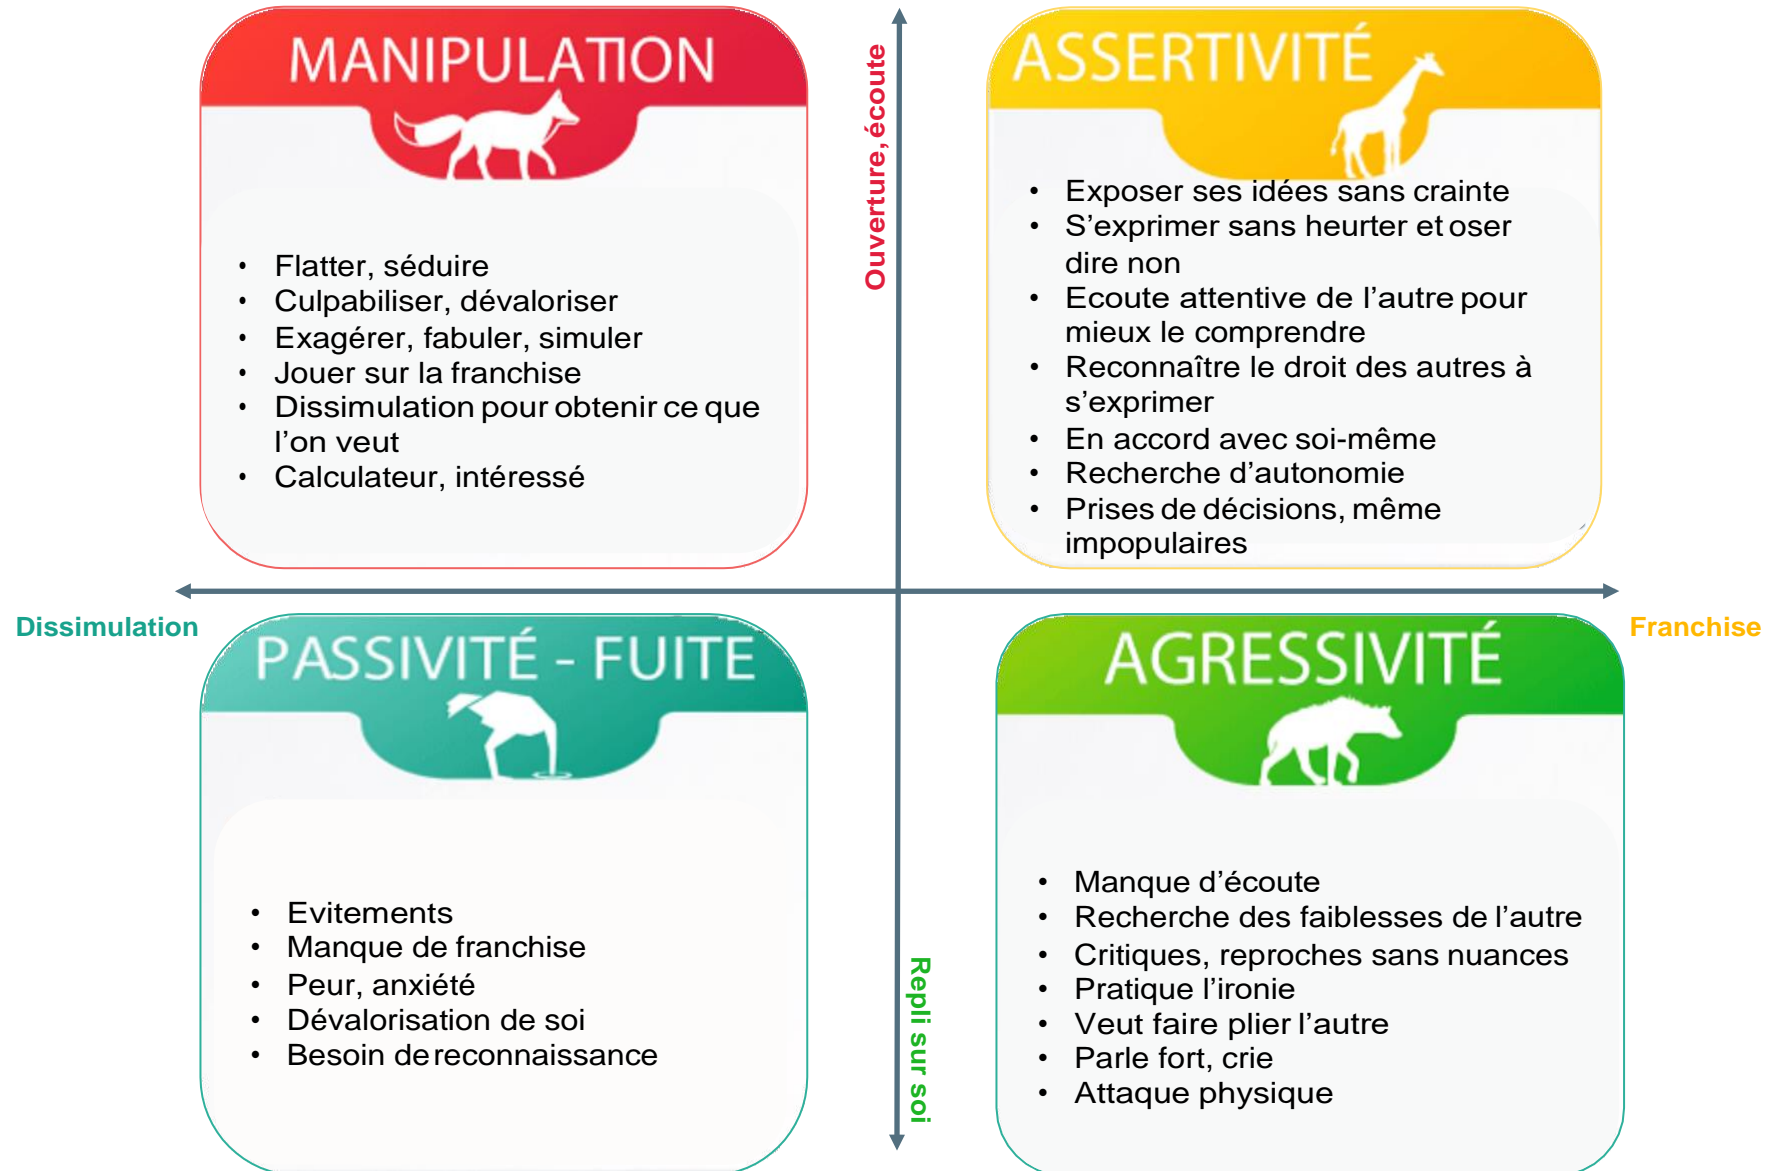 MANIPULATION
Flatter, séduire
Culpabiliser, dévaloriser
Exagérer, fabuler, simuler
Jouer sur la franchise
Dissimulation pour obtenir ce que
l’on veut
Calculateur, intéressé
Ouverture, écoute
ASSERTIVITÉ
Exposer ses idées sans crainte
S’exprimer sans heurter et oser
dire non
Ecoute attentive de l’autre pour
mieux le comprendre
Reconnaître le droit des autres à
s’exprimer
En accord avec soi-même
Recherche d’autonomie
Prises de décisions, même
impopulaires
Dissimulation
Franchise
PASSIVITÉ - FUITE
Evitements
Manque de franchise
Peur, anxiété
Dévalorisation de soi
Besoin de reconnaissance
Repli sur soi
AGRESSIVITÉ
Manque d’écoute
Recherche des faiblesses de l’autre
Critiques, reproches sans nuances
Pratique l’ironie
Veut faire plier l’autre
Parle fort, crie
Attaque physique